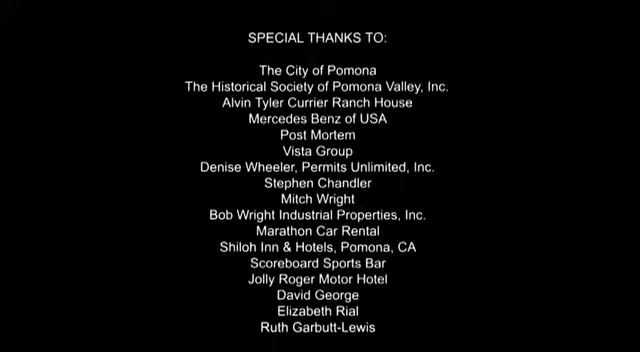 SPECIAL THANKS TO:
The City of Pomona
The Historical Society of Pomona Valley, Inc.
Alvin Tyler Currier Ranch House
Mercedes Benz of USA
Post Mortem
Vista Group
Denise Wheeler, Permits Unlimited, Inc.
Stephen Chandler
Mitch Wright
Bob Wright Industrial Properties, Inc.
Marathon Car Rental
Shiloh Inn & Hotels, Pomona, CA
Scoreboard Sports Bar
Jolly Roger Motor Hotel
David George
Elizabeth Rial
Ruth Garbutt-Lewis